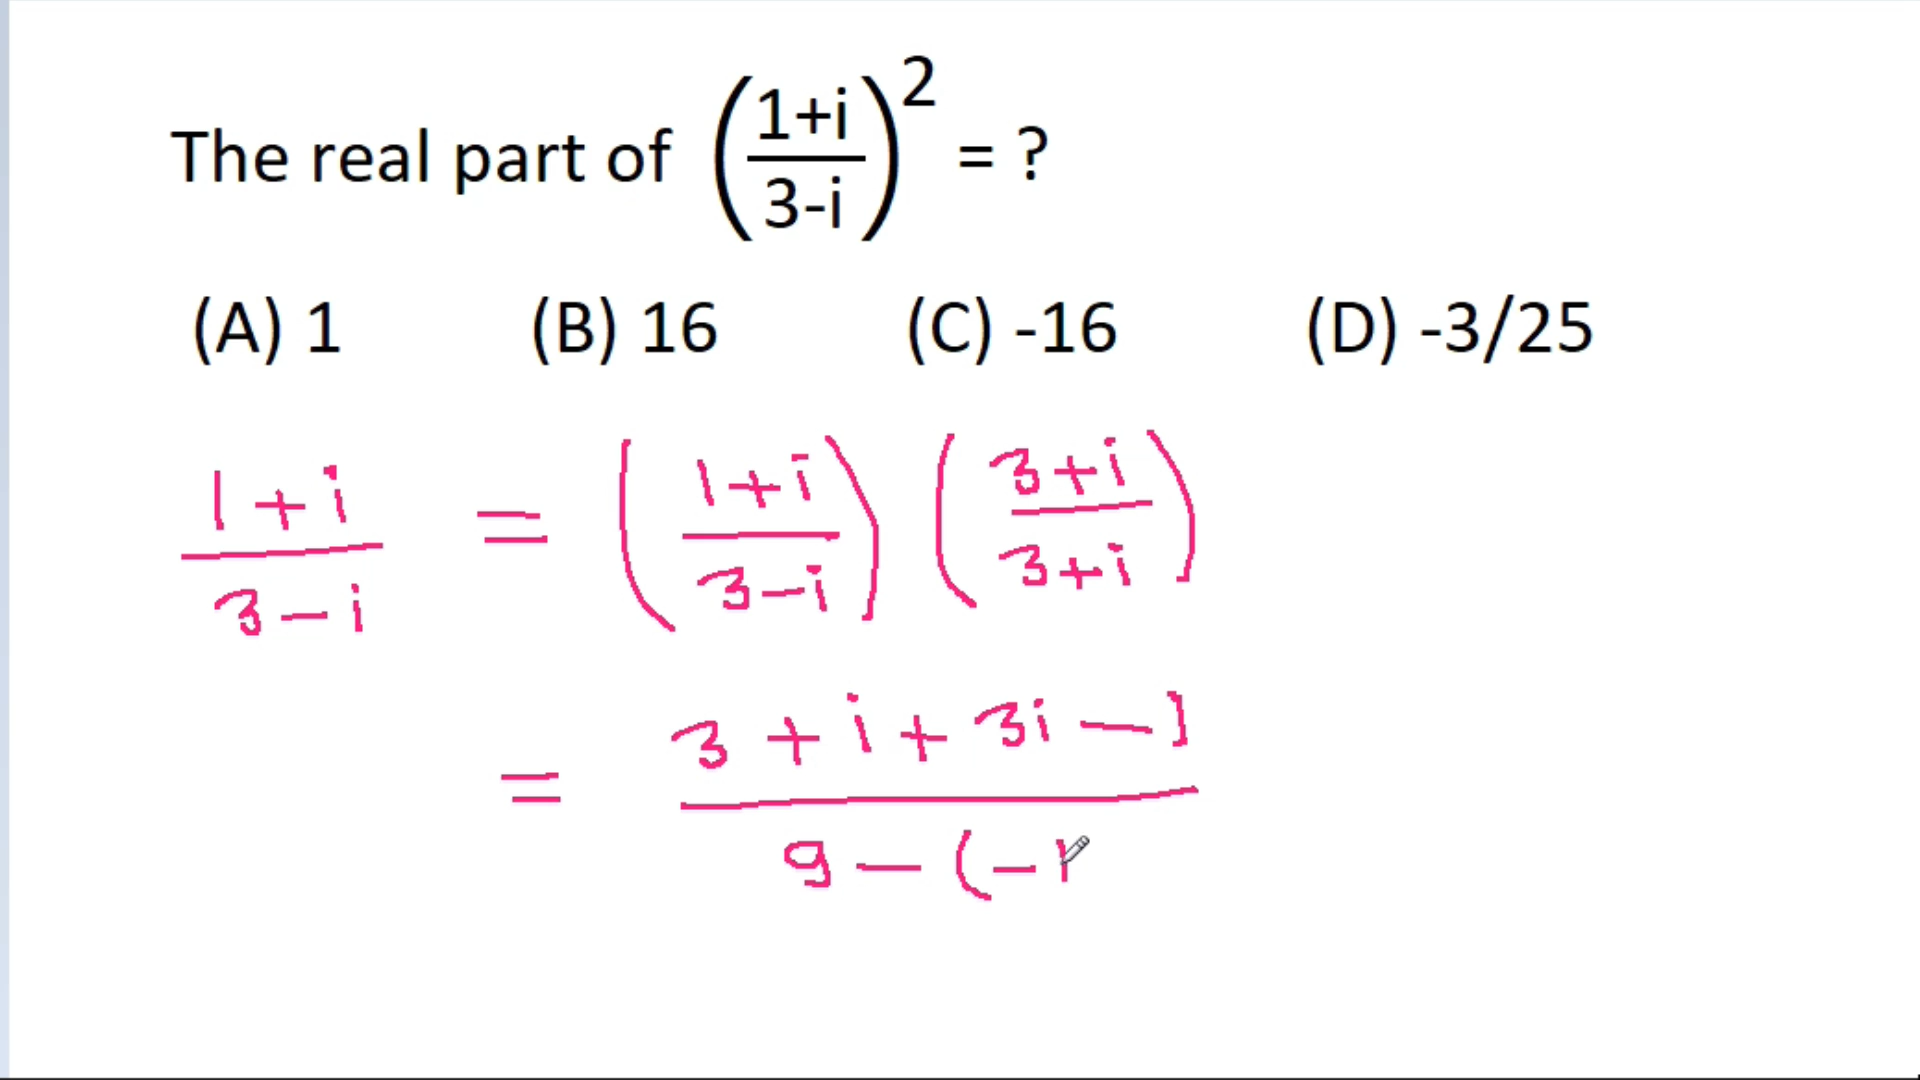 The real part of (1+i/3-i)^2 = ?
(A) 1 (B) 16 (C) -16 (D) -3/25
1+i/3-i = (1+i/3-i) (3+i/3+i)
= 3+i+3i-1/9-(-1